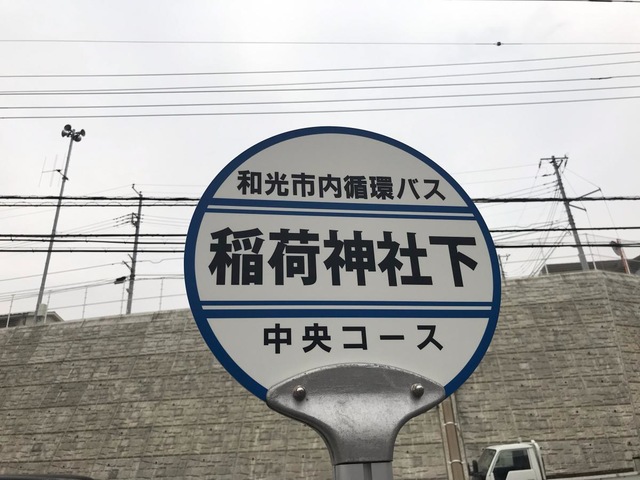 和光市内循環バス
稲荷神社下
中央コース